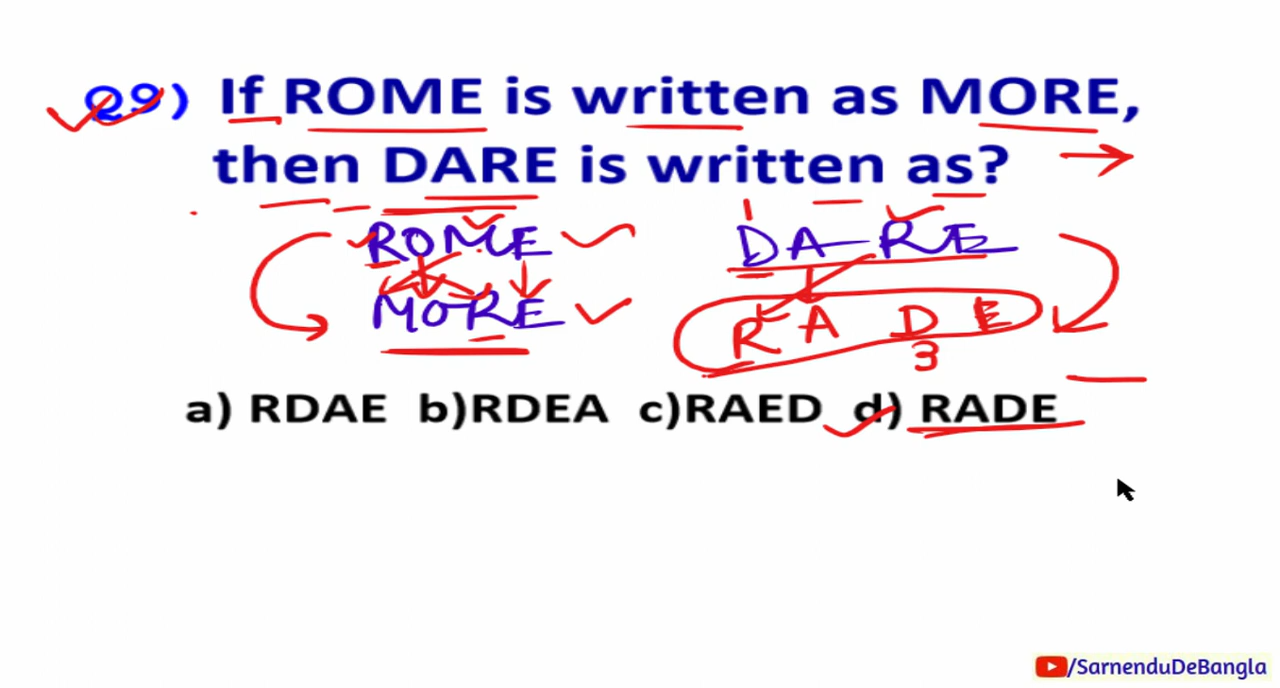 Q9) If ROME is written as MORE,
then DARE is written as? →
ROME DARE
MORE RADE
3
a) RDAE b)RDEA c)RAED d) RADE
/SarnenduDeBangla